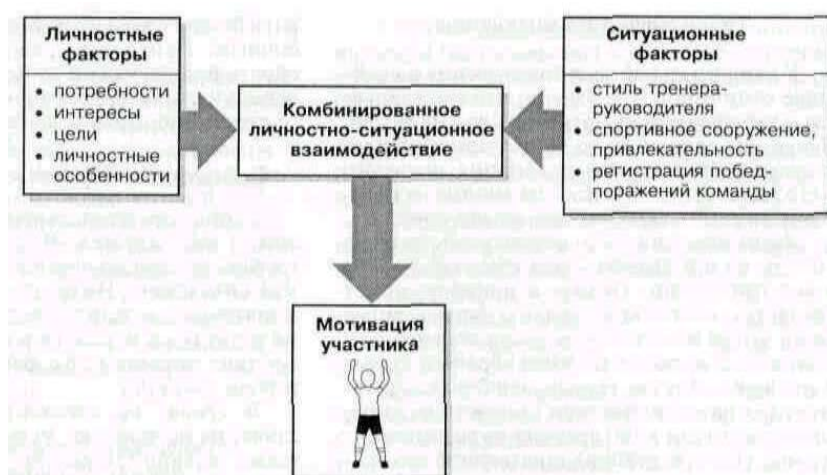 Личностные
факторы
• потребности
• интересы
• цели
• личностные
особенности
Комбинированое
личностно-ситуационное
взаимодействие
Ситуационные
факторы
• стиль тренера-
руководителя
• спортивное сооружение,
привлекательность
• регистрация побед-
поражений команды
Мотивация
участника